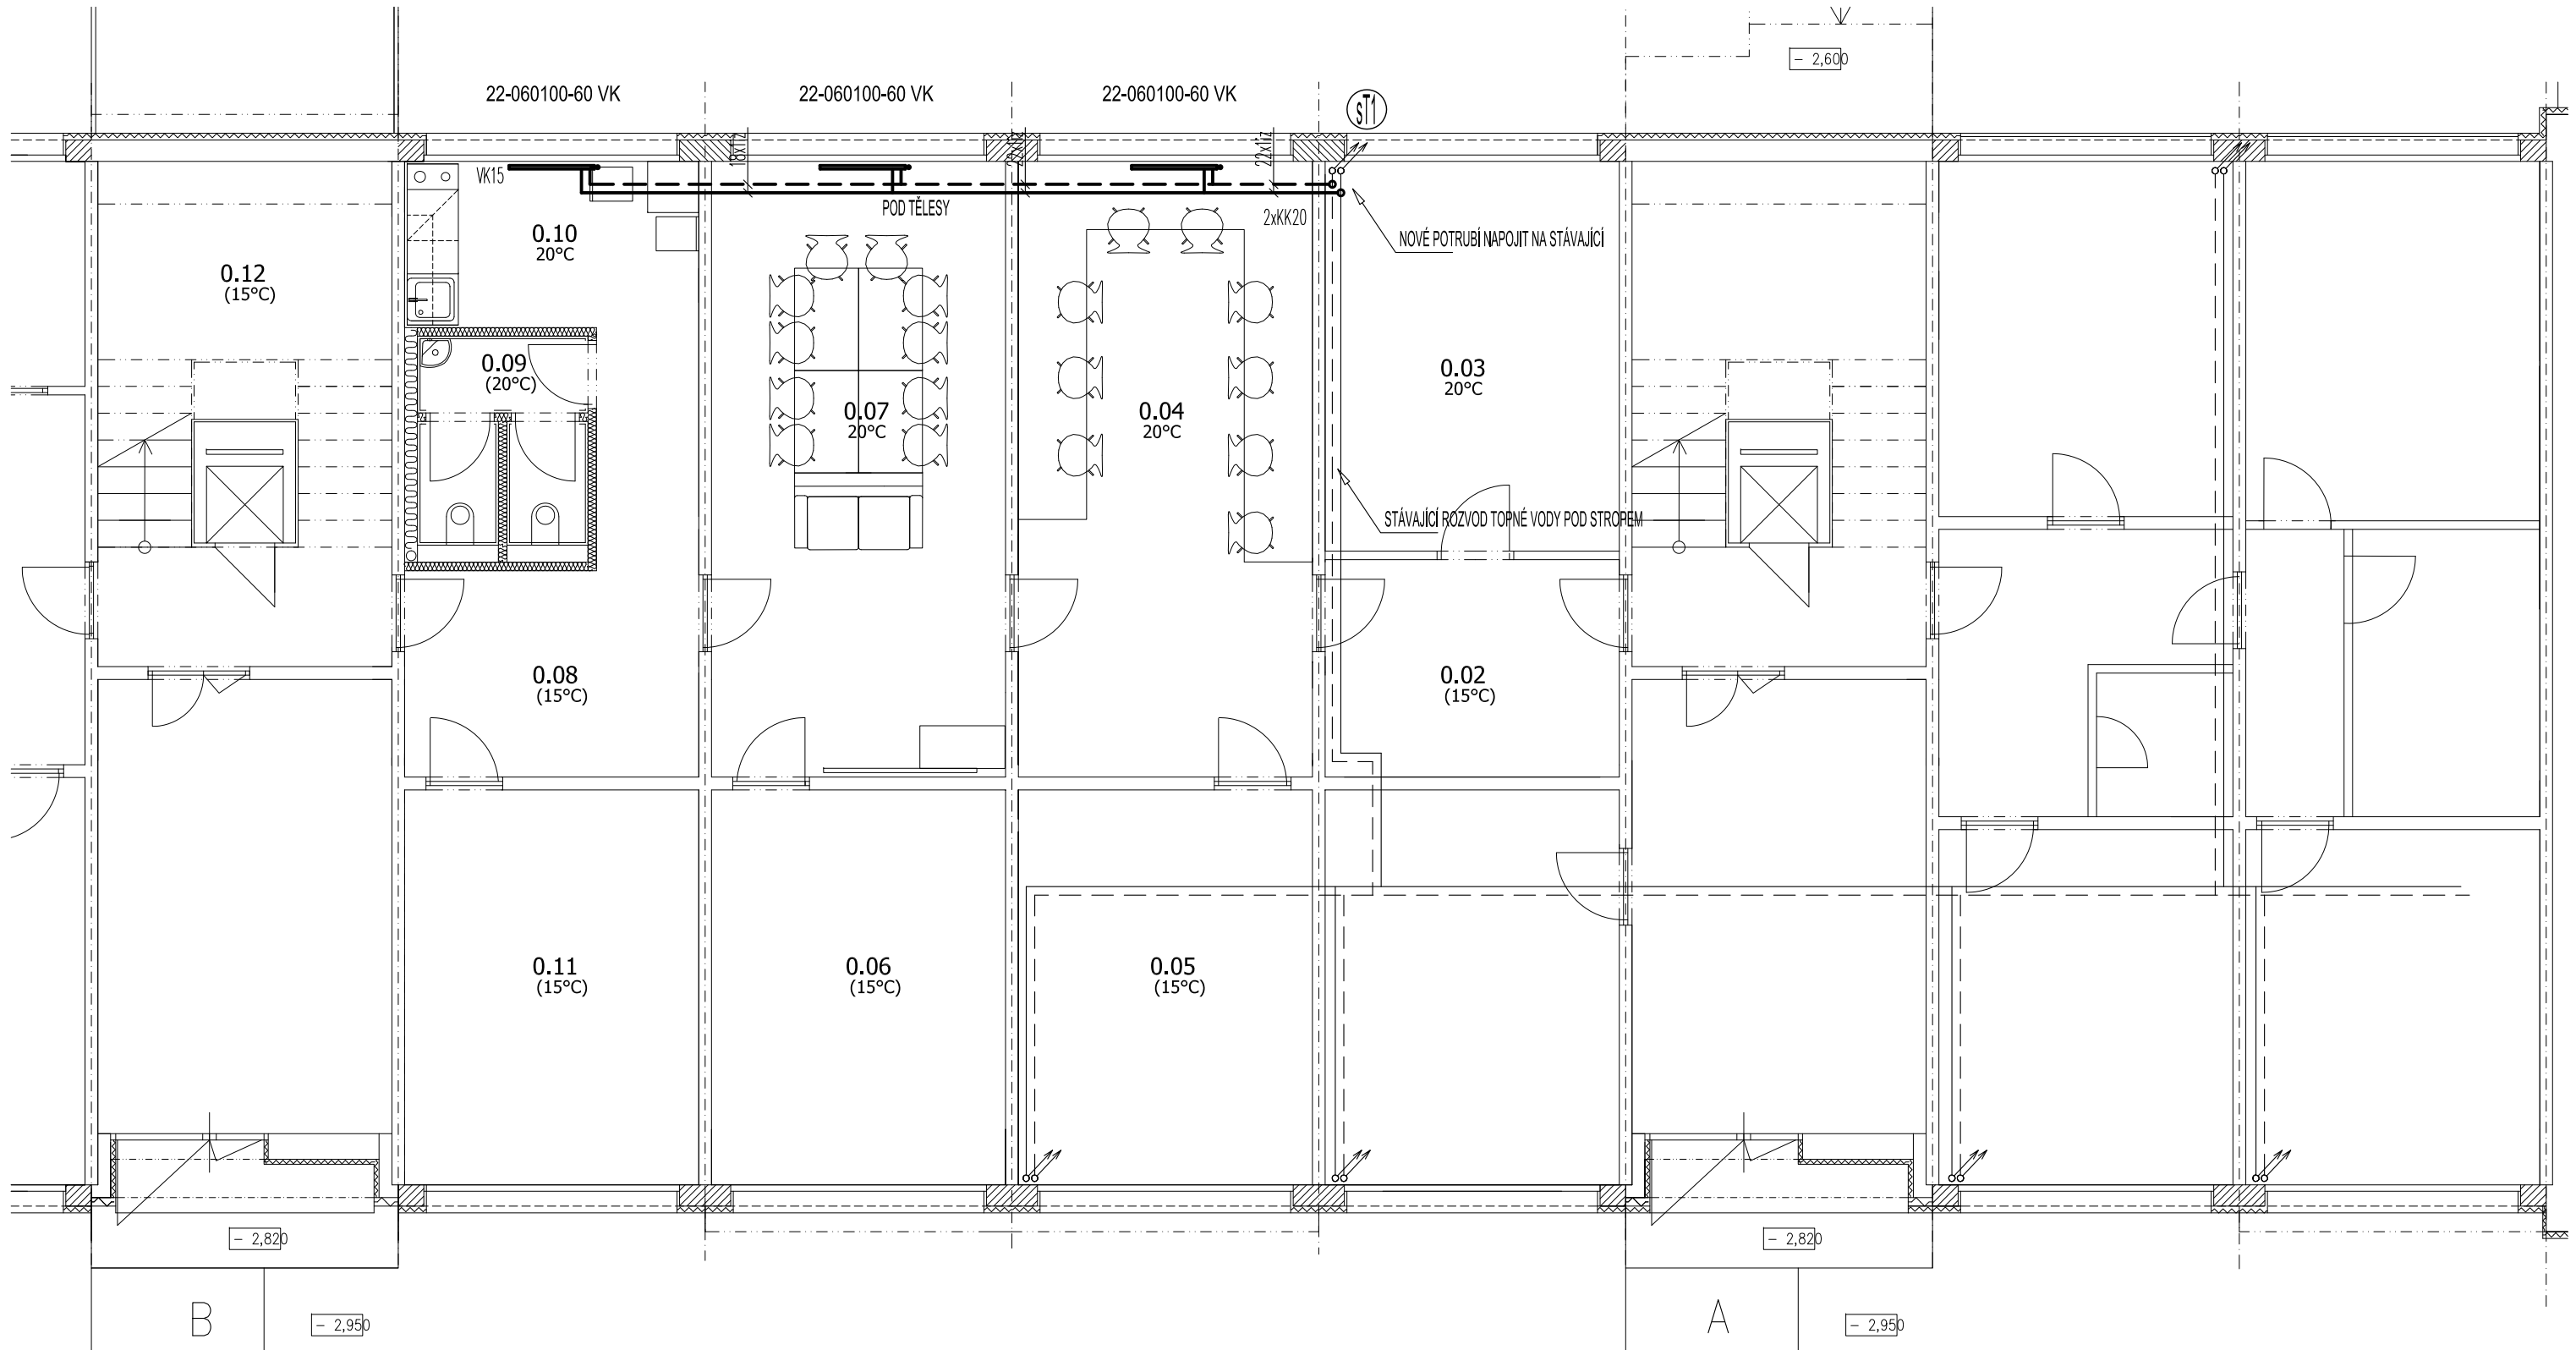 - 2,600
22-060100-60 VK
22-060100-60 VK
22-060100-60 VK
sT1
18x1z
22x1z
22x1z
VK15
POD TĚLESY
2xKK20
NOVÉ POTRUBÍ NAPOJIT NA STÁVAJÍCÍ
0.10
20°C
0.12
(15°C)
0.09
(20°C)
0.07
20°C
0.04
20°C
0.03
20°C
STÁVAJÍCÍ ROZVOD TOPNÉ VODY POD STROPEM
0.08
(15°C)
0.02
(15°C)
0.11
(15°C)
0.06
(15°C)
0.05
(15°C)
- 2,820
- 2,820
B
- 2,950
A
- 2,950